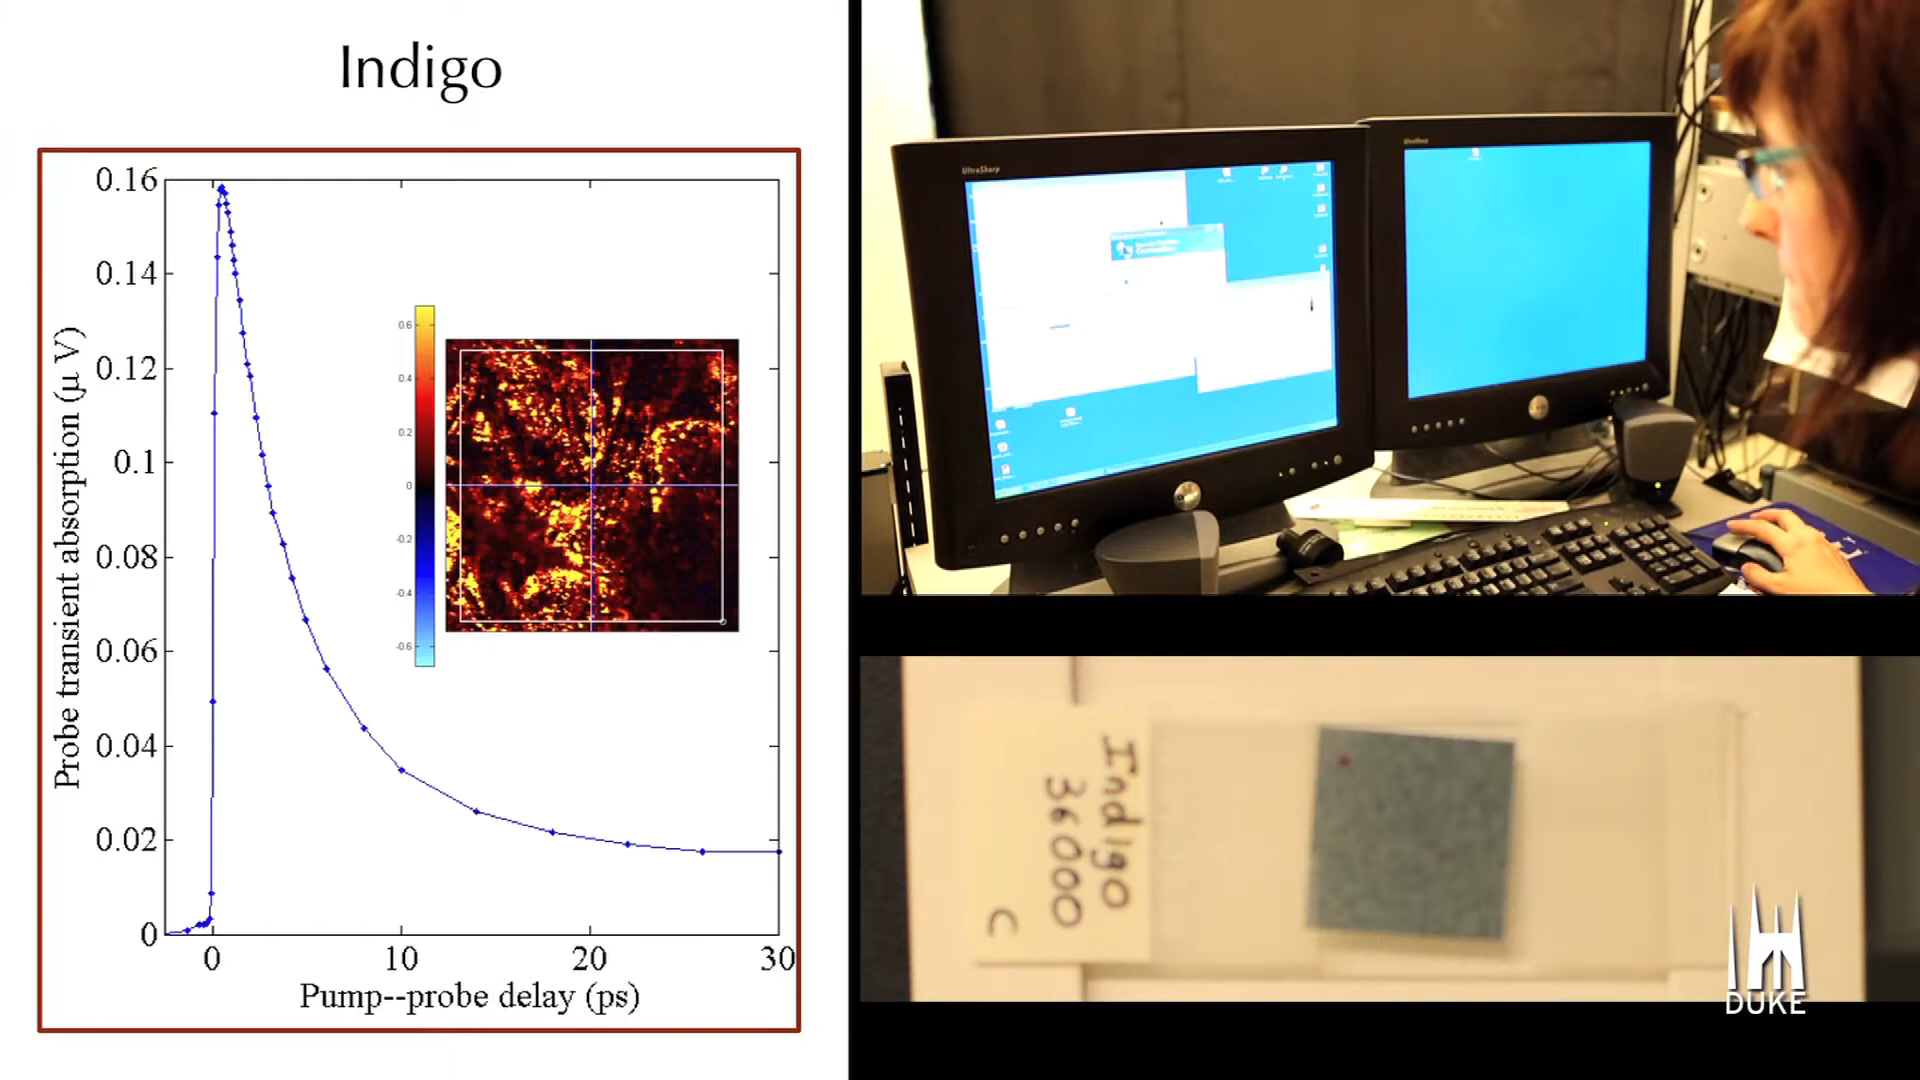 Indigo
0.16
0.14
0.12
0.1
0.08
0.06
0.04
0.02
0
Probe transient absorption (μ V)
0
10
20
30
Pump--probe delay (ps)
0.6
0.4
0.2
0
-0.2
-0.4
-0.6
UltraSharp
UltraSharp
Indigo
36000
C
DUKE